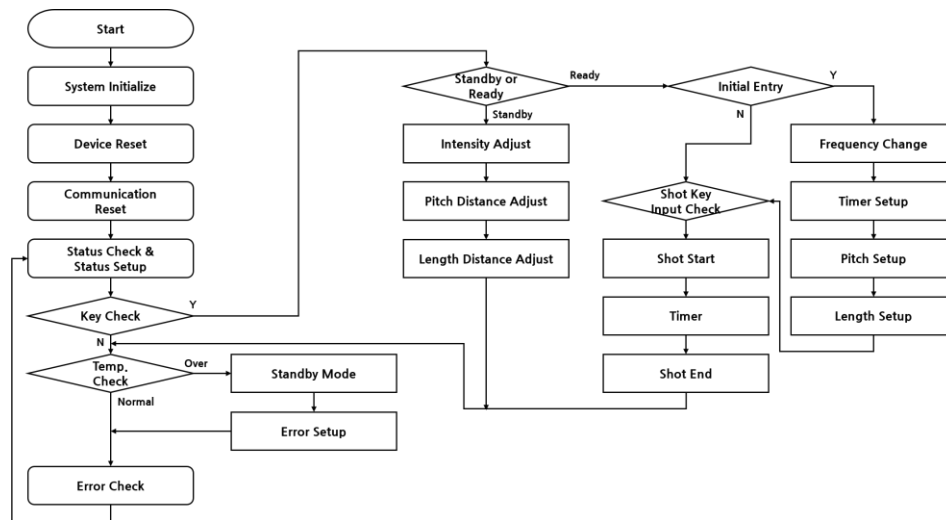 Start
System Initialize
Device Reset
Communication
Reset
Status Check &
Status Setup
Key Check
Y
N
Temp.
Check
Over
Normal
Standby Mode
Error Setup
Error Check
Standby or
Ready
Ready
Standby
Intensity Adjust
Pitch Distance Adjust
Length Distance Adjust
Initial Entry
Y
N
Shot Key
Input Check
Shot Start
Timer
Shot End
Frequency Change
Timer Setup
Pitch Setup
Length Setup